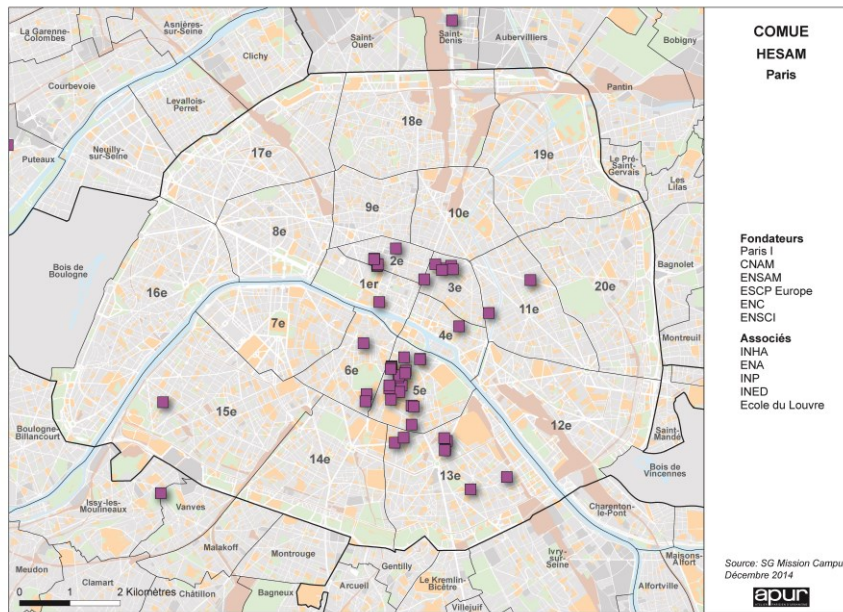 COMUE
HESAM
Paris
Fondateurs
Paris I
CNAM
ENSAM
ESCP Europe
ENC
ENSCI
Associés
INHA
ENA
INP
INED
Ecole du Louvre
Source: SG Mission Campu
Décembre 2014
apur
La Garenne-
Colombes
Asnières-
sur-Seine
Clichy
Saint-
Ouen
Saint-
Denis
Aubervilliers
Bobigny
Courbevoie
Levallois-
Perret
Pantin
Puteaux
Neuilly-
sur-Seine
Le Pré-
Saint-
Gervais
Les
Lilas
18e
17e
19e
9e
10e
8e
2e
Bois de
Boulogne
16e
1er
3e
11e
20e
Bagnolet
7e
4e
Montreuil
6e
5e
15e
12e
Saint-
Mandé
Boulogne-
Billancourt
14e
13e
Bois de
Vincennes
Issy-les-
Moulineaux
Vanves
Charenton-
le-Pont
Malakoff
Montrouge
Gentilly
Ivry-
sur-
Seine
Maisons-
Alfort
Meudon
Clamart
Châtillon
Bagneux
Arcueil
Le Kremlin-
Bicêtre
Villejuif
Alfortville
0 1 2 Kilomètres